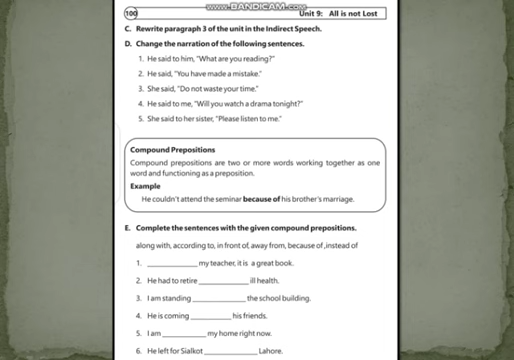 www.BANDICAM.com
100 Unit 9: All is not Lost
C. Rewrite paragraph 3 of the unit in the Indirect Speech.
D. Change the narration of the following sentences.
1. He said to him, "What are you reading?"
2. He said, "You have made a mistake."
3. She said, "Do not waste your time."
4. He said to me, "Will you watch a drama tonight?"
5. She said to her sister, "Please listen to me."
Compound Prepositions
Compound prepositions are two or more words working together as one
word and functioning as a preposition.
Example
He couldn't attend the seminar because of his brother's marriage.
E. Complete the sentences with the given compound prepositions.
along with, according to, in front of, away from, because of ,instead of
1. ____________ my teacher, it is a great book.
2. He had to retire ____________ ill health.
3. I am standing ____________ the school building.
4. He is coming __________ his friends.
5. I am ___________ my home right now.
6. He left for Sialkot _____________ Lahore.